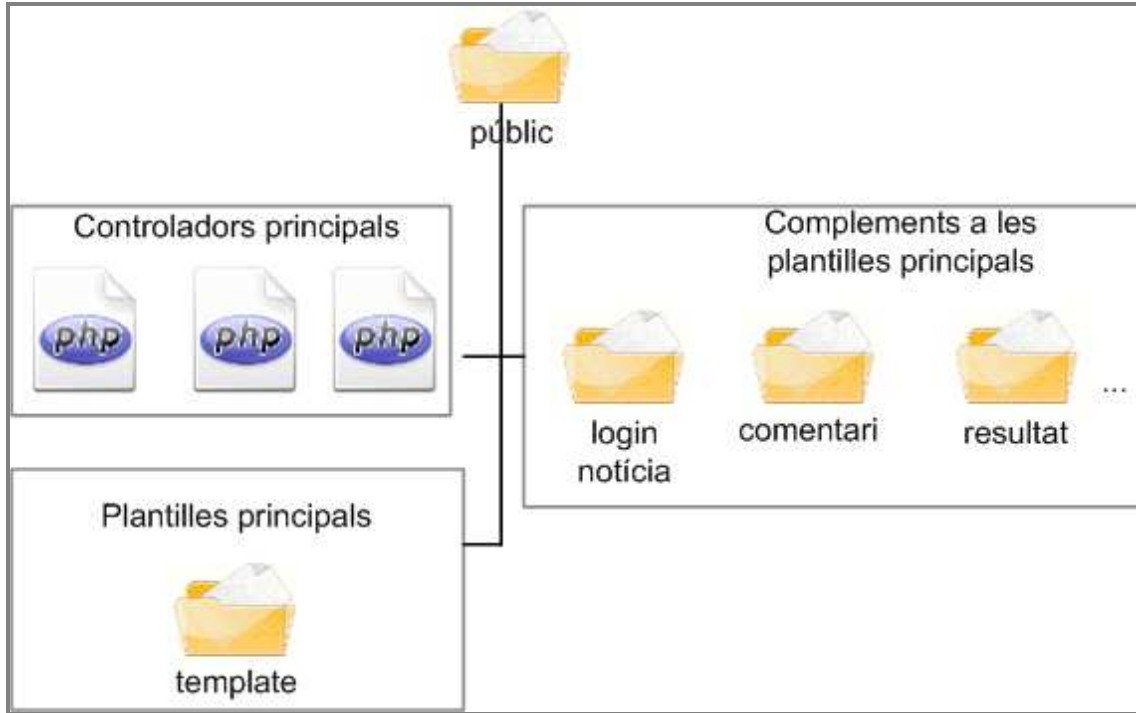 públic
Controladors principals
php
php
php
Complements a les
plantilles principals
login
notícia
comentari
resultat
...
Plantilles principals
template